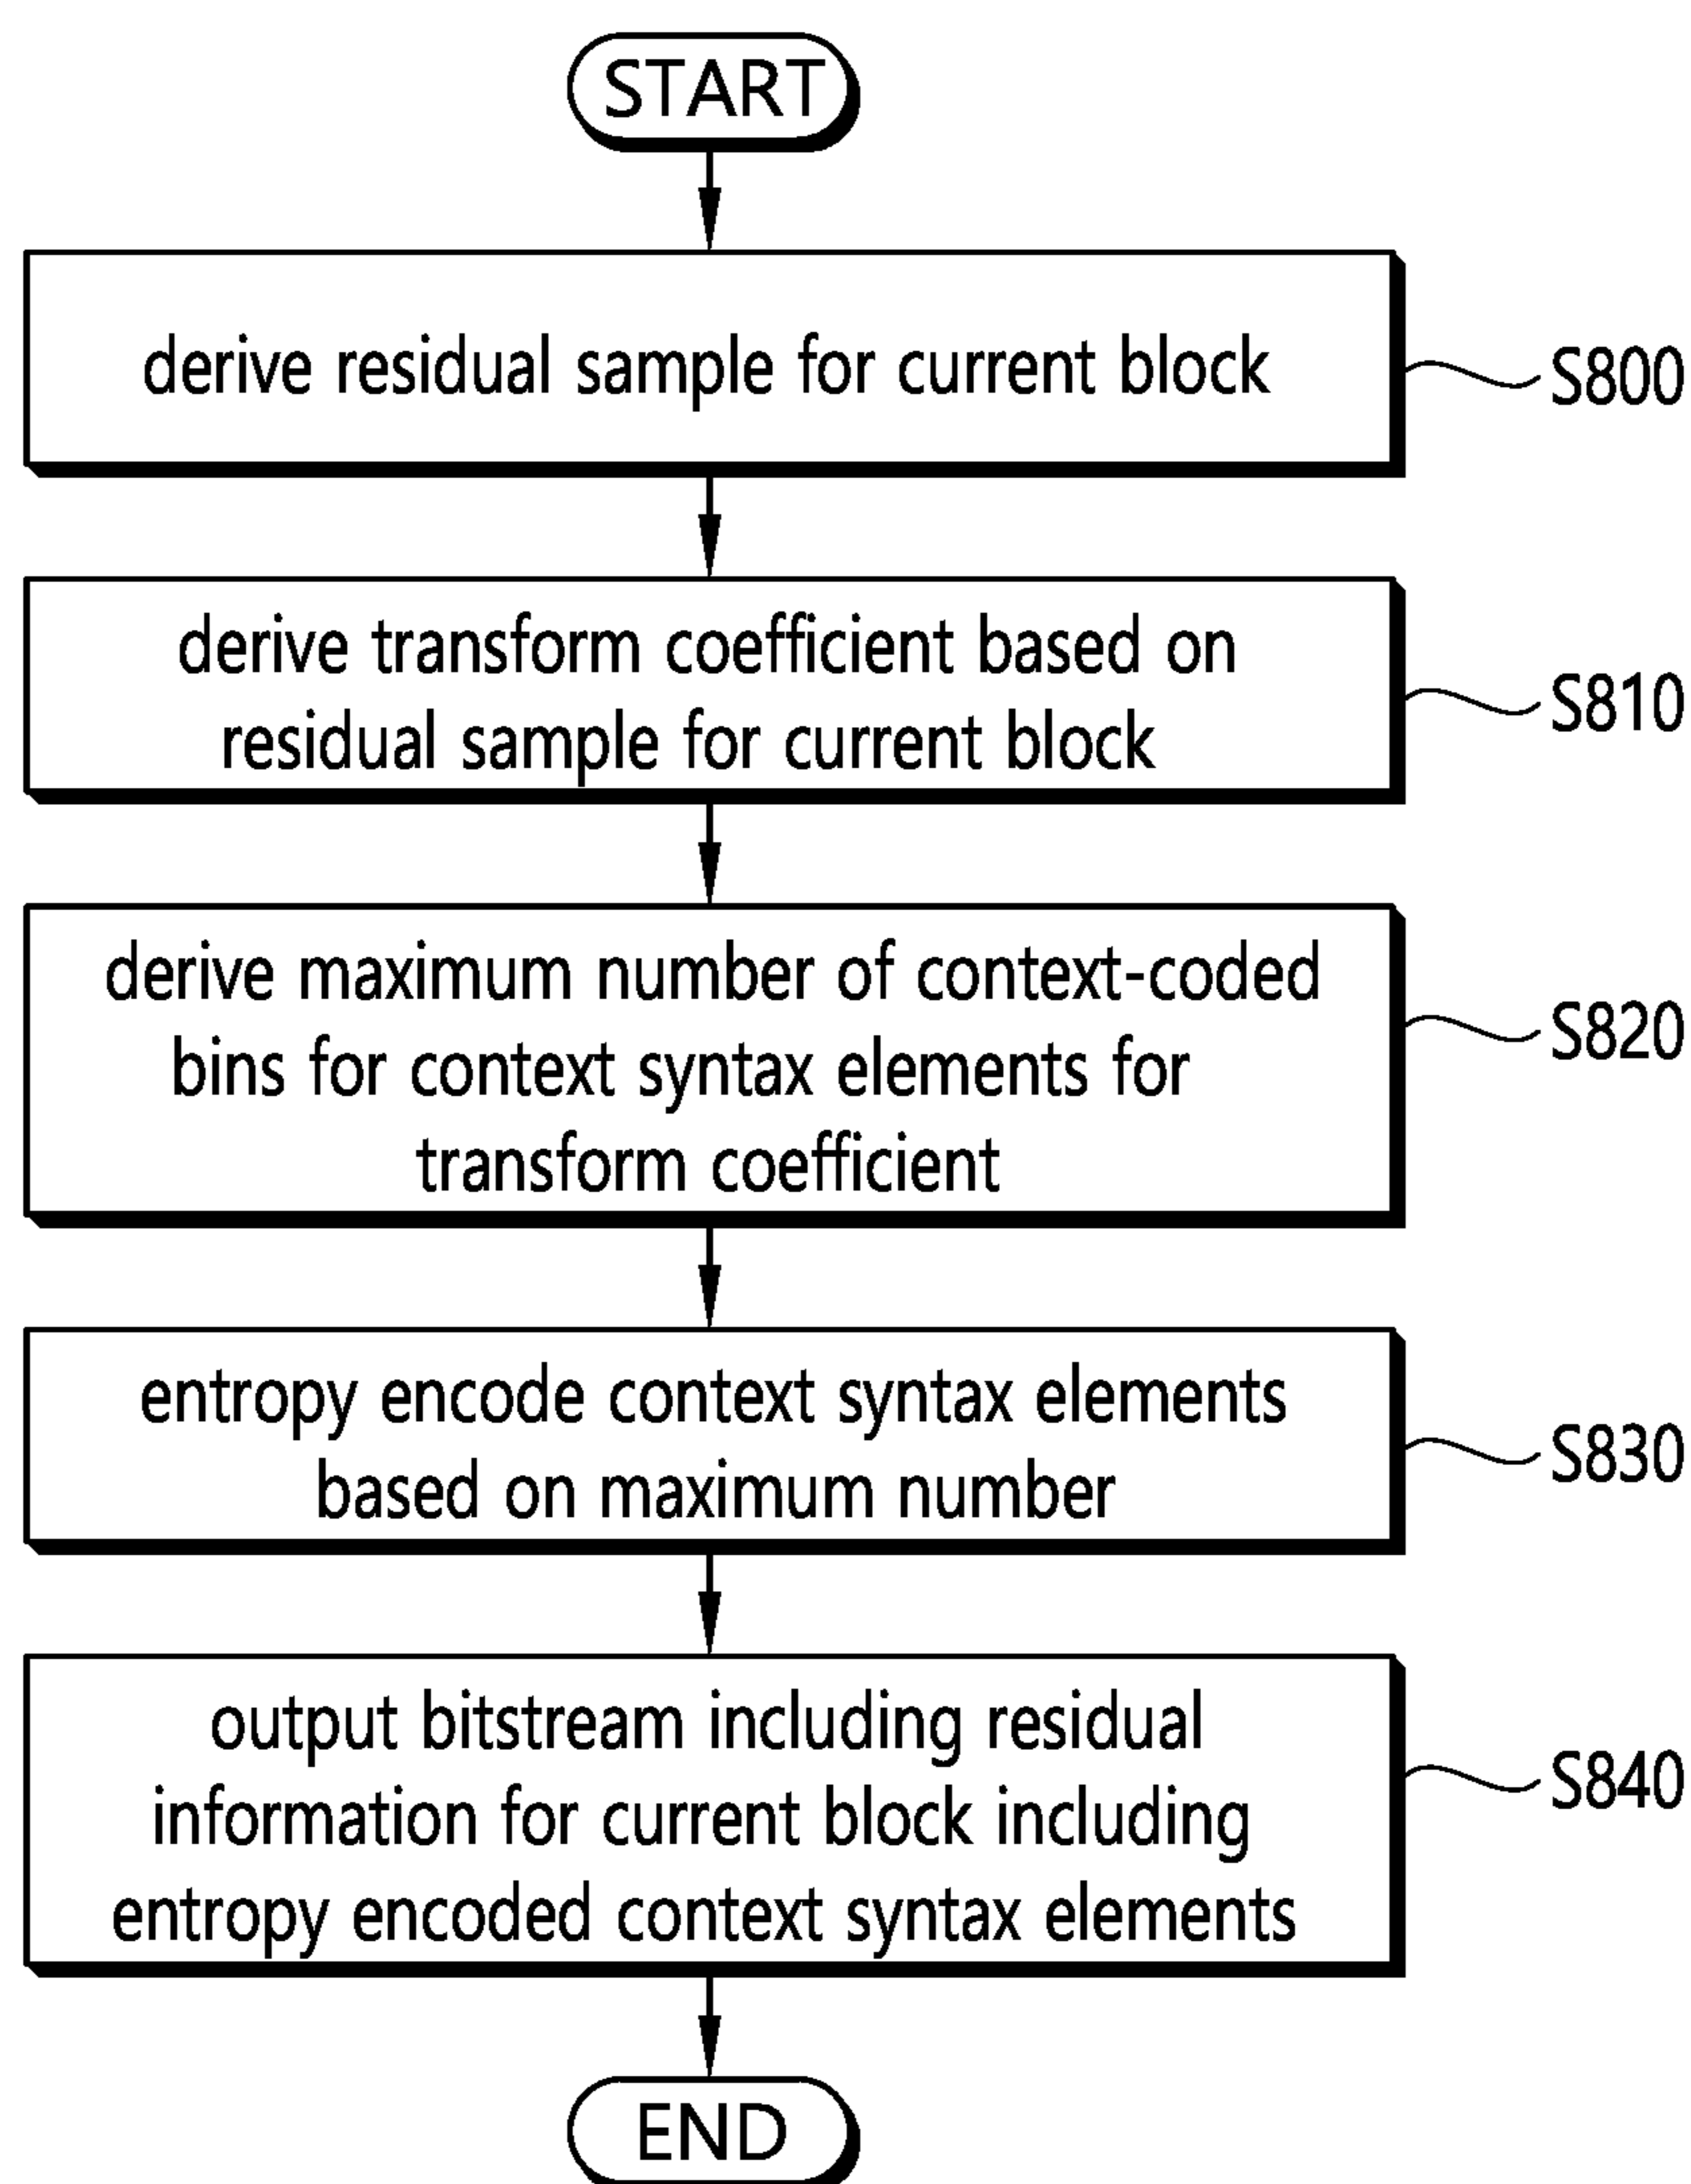 START
derive residual sample for current block
S800
derive transform coefficient based on
residual sample for current block
S810
derive maximum number of context-coded
bins for context syntax elements for
transform coefficient
S820
entropy encode context syntax elements
based on maximum number
S830
output bitstream including residual
information for current block including
entropy encoded context syntax elements
S840
END